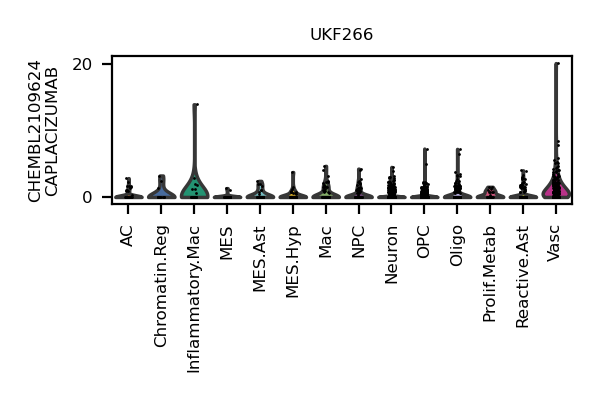 UKF266
CHEMBL2109624
CAPLACIZUMAB
20
0
AC
Chromatin.Reg
Inflammatory.Mac
MES
MES.Ast
MES.Hyp
Mac
NPC
Neuron
OPC
Oligo
Prolif.Metab
Reactive.Ast
Vasc